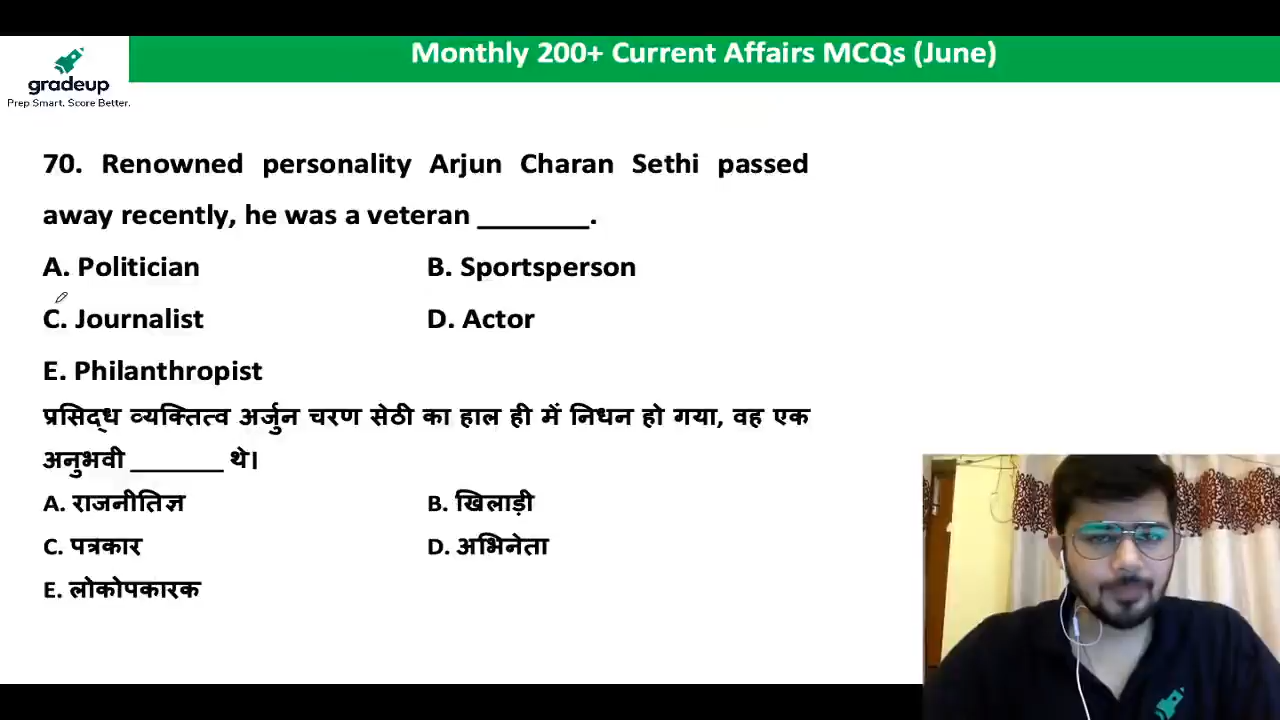 Monthly 200+ Current Affairs MCQs (June)
gradeup
Prep Smart. Score Better.
70. Renowned personality Arjun Charan Sethi passed
away recently, he was a veteran ________.
A. Politician B. Sportsperson
C. Journalist D. Actor
E. Philanthropist
प्रसिद्ध व्यक्तित्व अर्जुन चरण सेठी का हाल ही में निधन हो गया, वह एक
अनुभवी _______ थे।
A. राजनीतिज्ञ B. खिलाड़ी
C. पत्रकार D. अभिनेता
E. लोकोपकारक